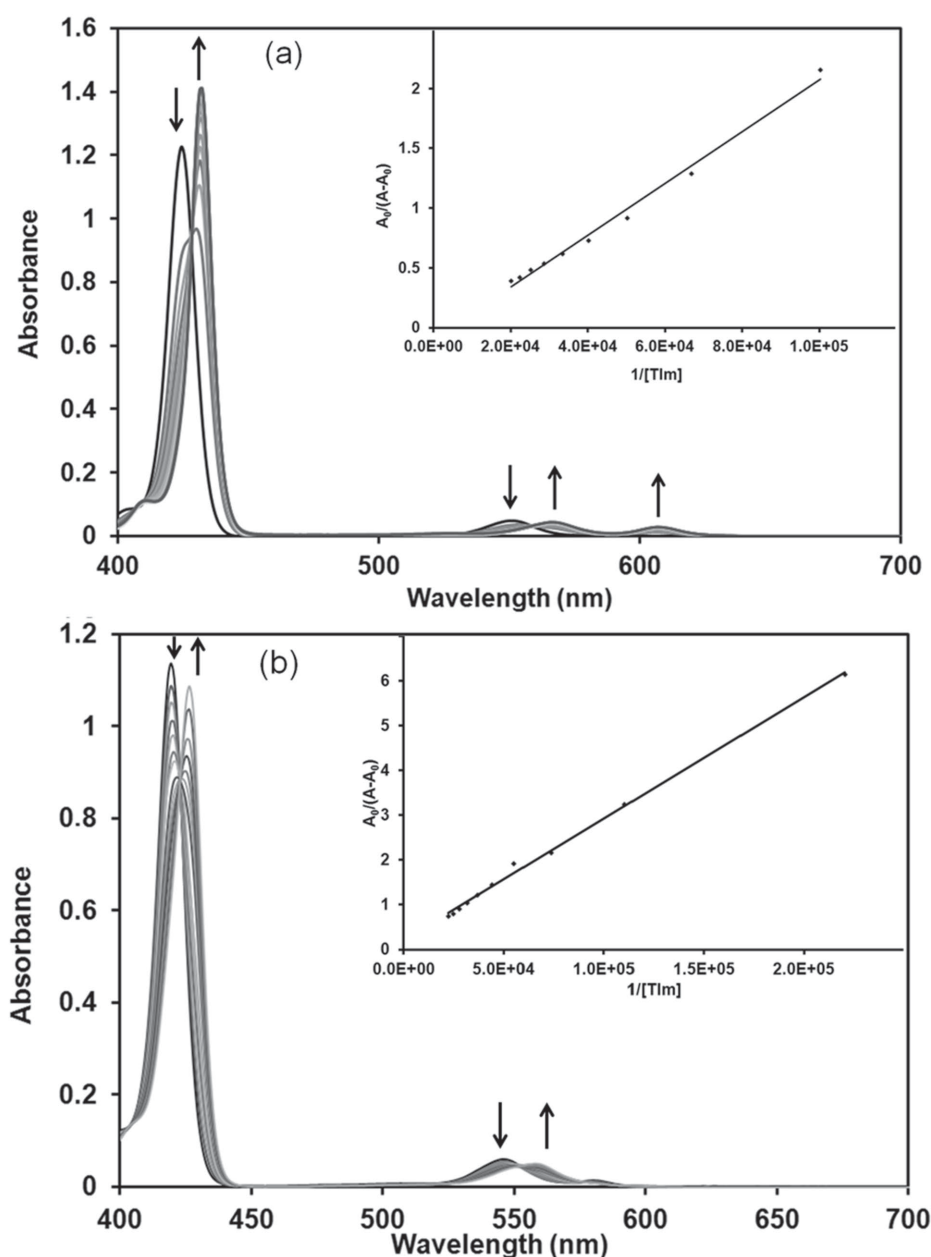 1.6
(a)
1.4
1.2
1
0.8
0.6
0.4
0.2
0
Absorbance
400 500 600 700
Wavelength (nm)
2
1.5
1
0.5
0
A0/(A-A0)
0.0E+00 2.0E+04 4.0E+04 6.0E+04 8.0E+04 1.0E+05
1/[TIm]
1.2
(b)
1
0.8
0.6
0.4
0.2
0
Absorbance
400 450 500 550 600 650 700
Wavelength (nm)
6
5
4
3
2
1
0
A0/(A-A0)
0.0E+00 5.0E+04 1.0E+05 1.5E+05 2.0E+05
1/[TIm]